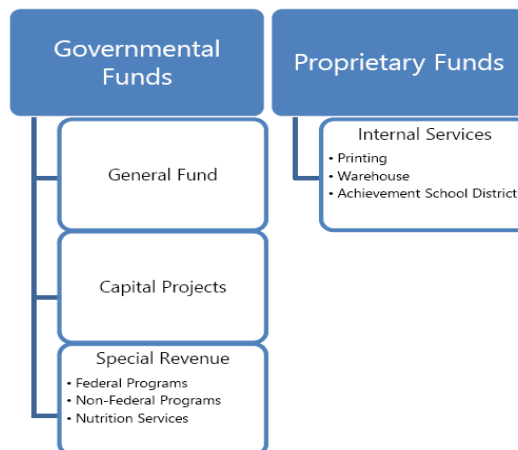 Governmental
Funds
General Fund
Capital Projects
Special Revenue
• Federal Programs
• Non-Federal Programs
• Nutrition Services
Proprietary Funds
Internal Services
• Printing
• Warehouse
• Achievement School District